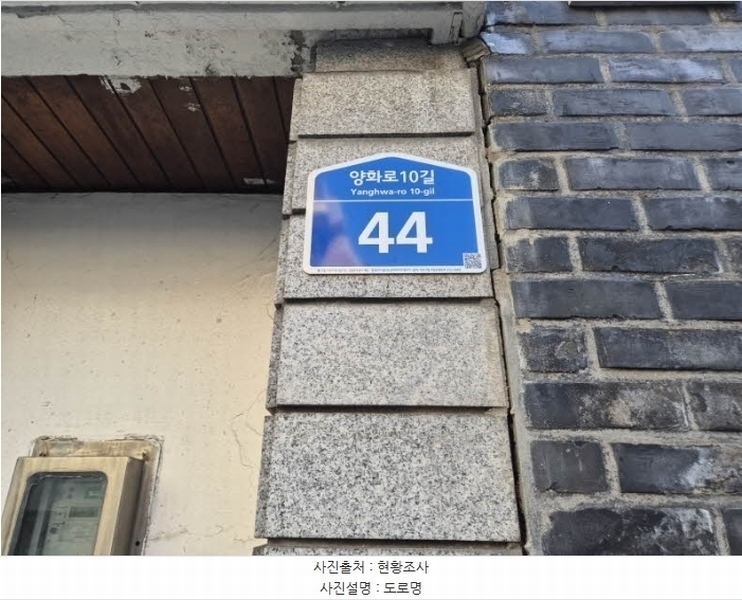 양화로10길
Yanghwa-ro 10-gil
44
사진출처 : 현황조사
사진설명 : 도로명